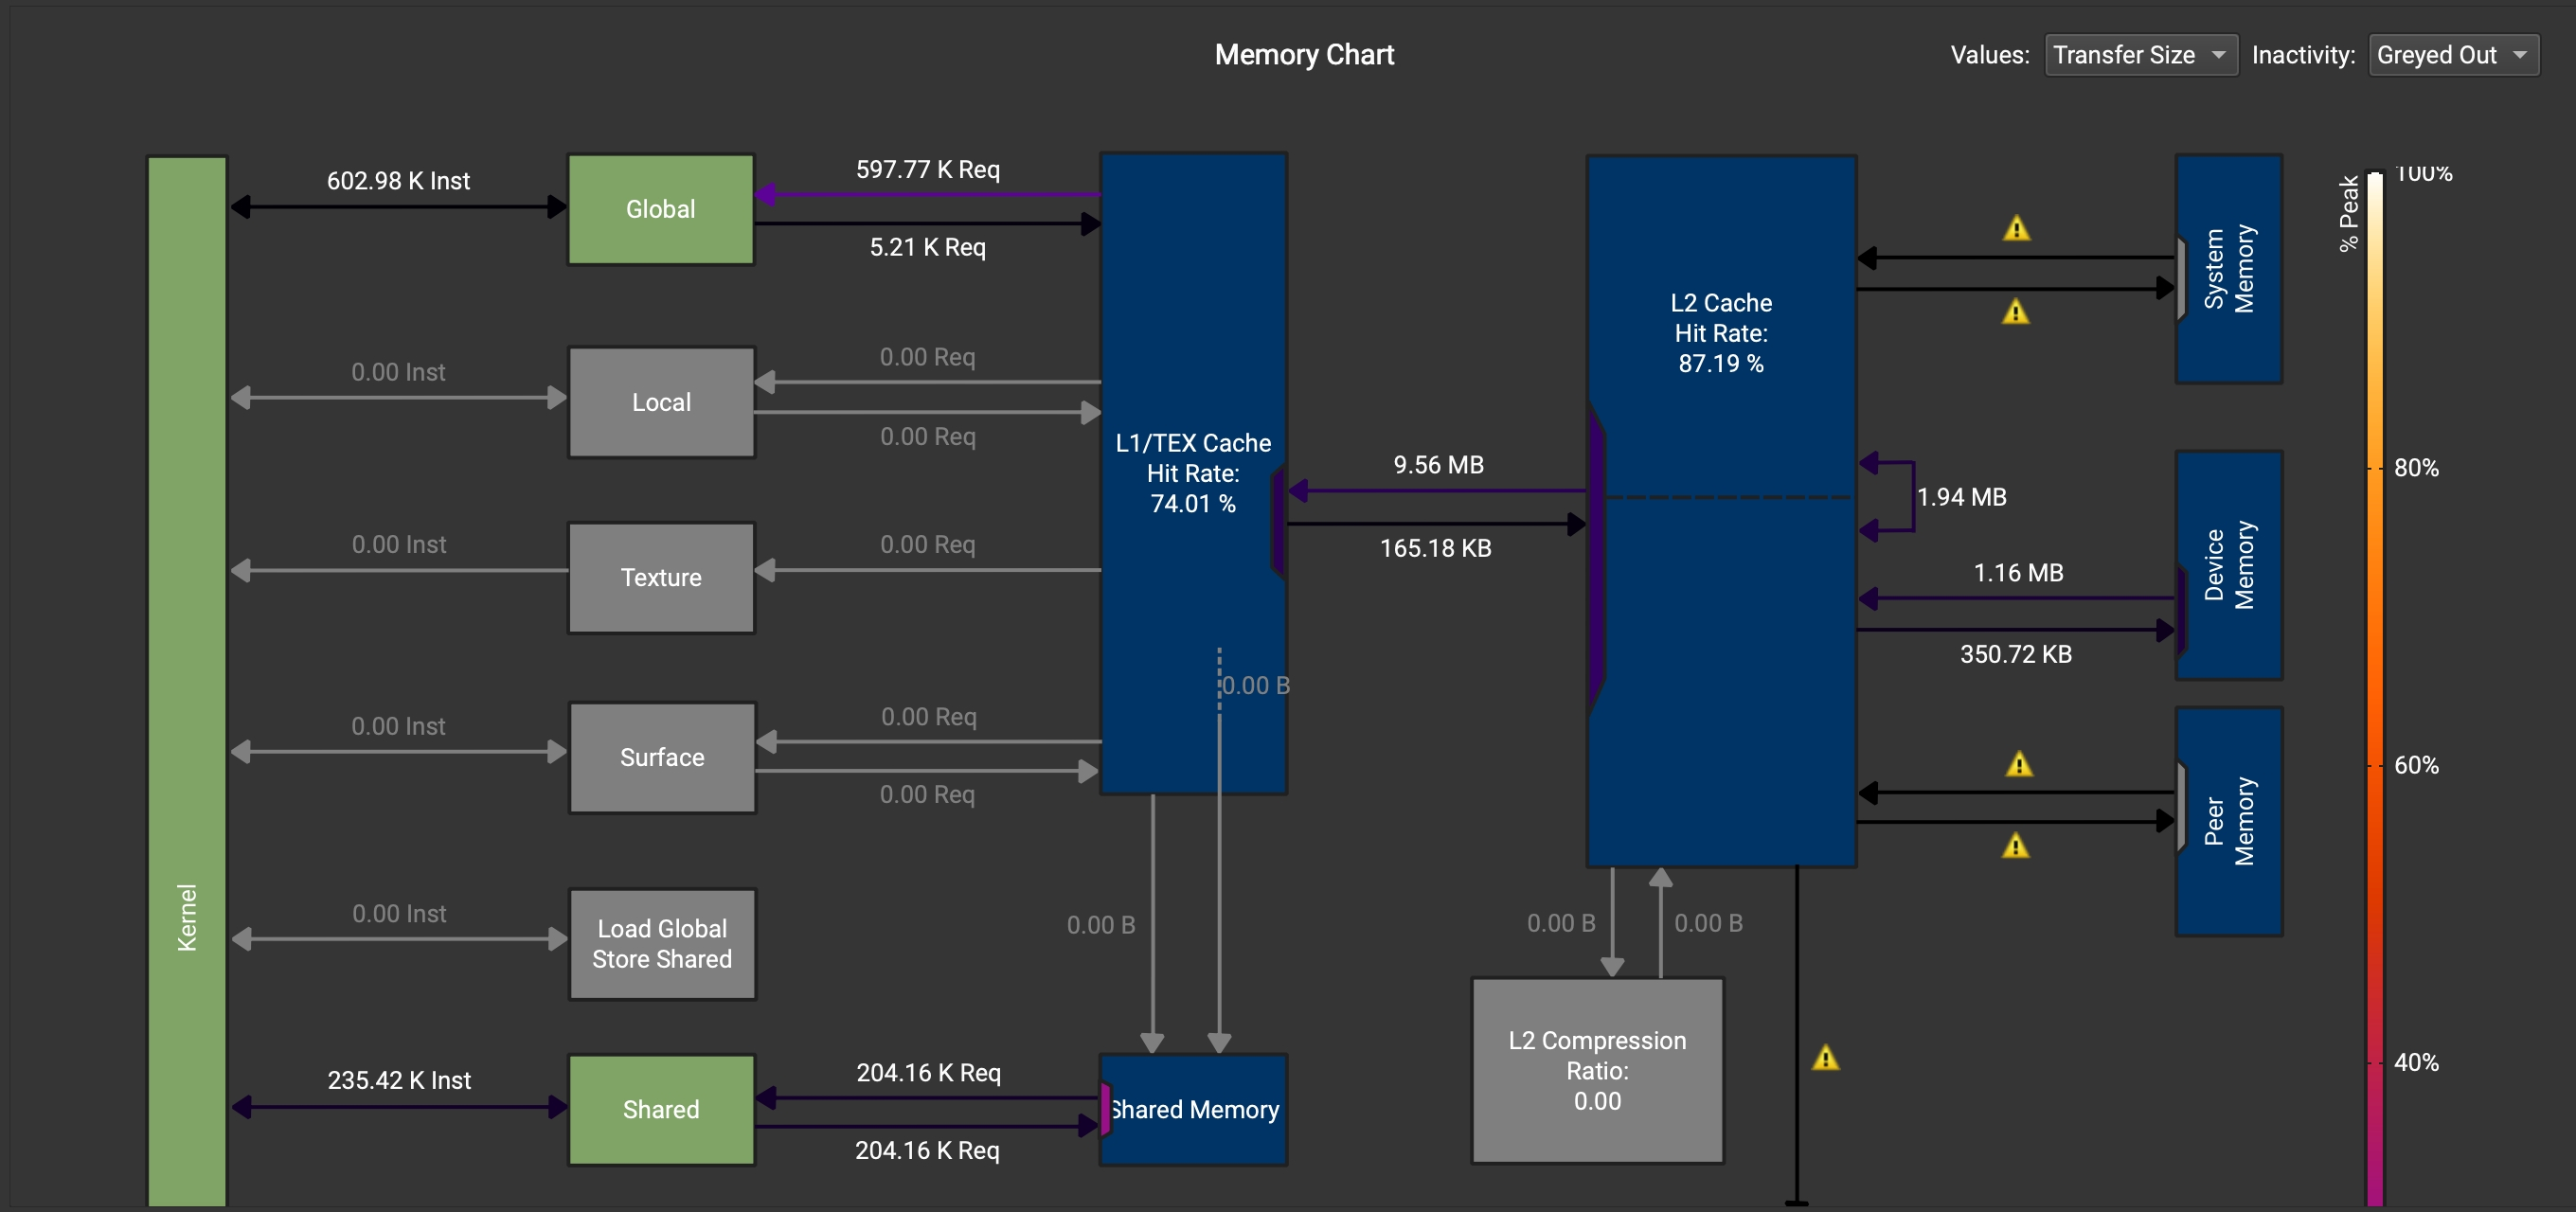 Memory Chart
Values: Transfer Size
Inactivity: Greyed Out
Kernel
602.98 K Inst
Global
597.77 K Req
5.21 K Req
0.00 Inst
Local
0.00 Req
0.00 Req
0.00 Inst
Texture
0.00 Req
0.00 Inst
Surface
0.00 Req
0.00 Req
0.00 Inst
Load Global
Store Shared
235.42 K Inst
Shared
204.16 K Req
204.16 K Req
L1/TEX Cache
Hit Rate:
74.01 %
0.00 B
0.00 B
Shared Memory
9.56 MB
165.18 KB
L2 Cache
Hit Rate:
87.19 %
0.00 B
0.00 B
L2 Compression
Ratio:
0.00
1.94 MB
1.16 MB
350.72 KB
System
Memory
Device
Memory
Peer
Memory
% Peak
100%
80%
60%
40%